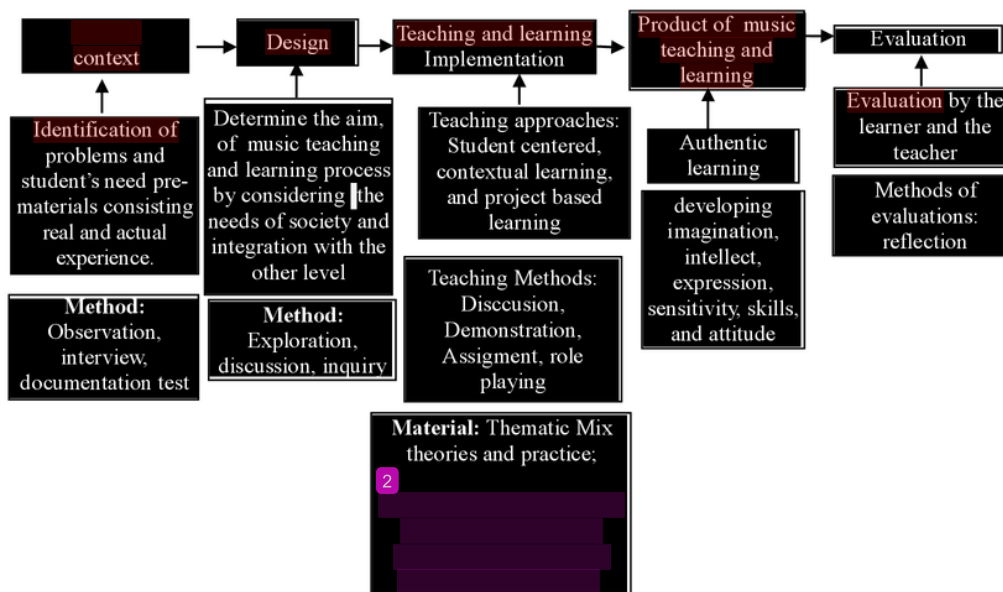 context
Design
Teaching and learning
Implementation
Product of music
teaching and
learning
Evaluation
Identification of
problems and
student’s need pre-
materials consisting
real and actual
experience.
Method:
Observation,
interview,
documentation test
Determine the aim,
of music teaching
and learning process
by considering the
needs of society and
integration with the
other level
Method:
Exploration,
discussion, inquiry
Teaching approaches:
Student centered,
contextual learning,
and project based
learning
Teaching Methods:
Disccusion,
Demonstration,
Assigment, role
playing
Material: Thematic Mix
theories and practice;
2
Authentic
learning
developing
imagination,
intellect,
expression,
sensitivity, skills,
and attitude
Evaluation by the
learner and the
teacher
Methods of
evaluations:
reflection